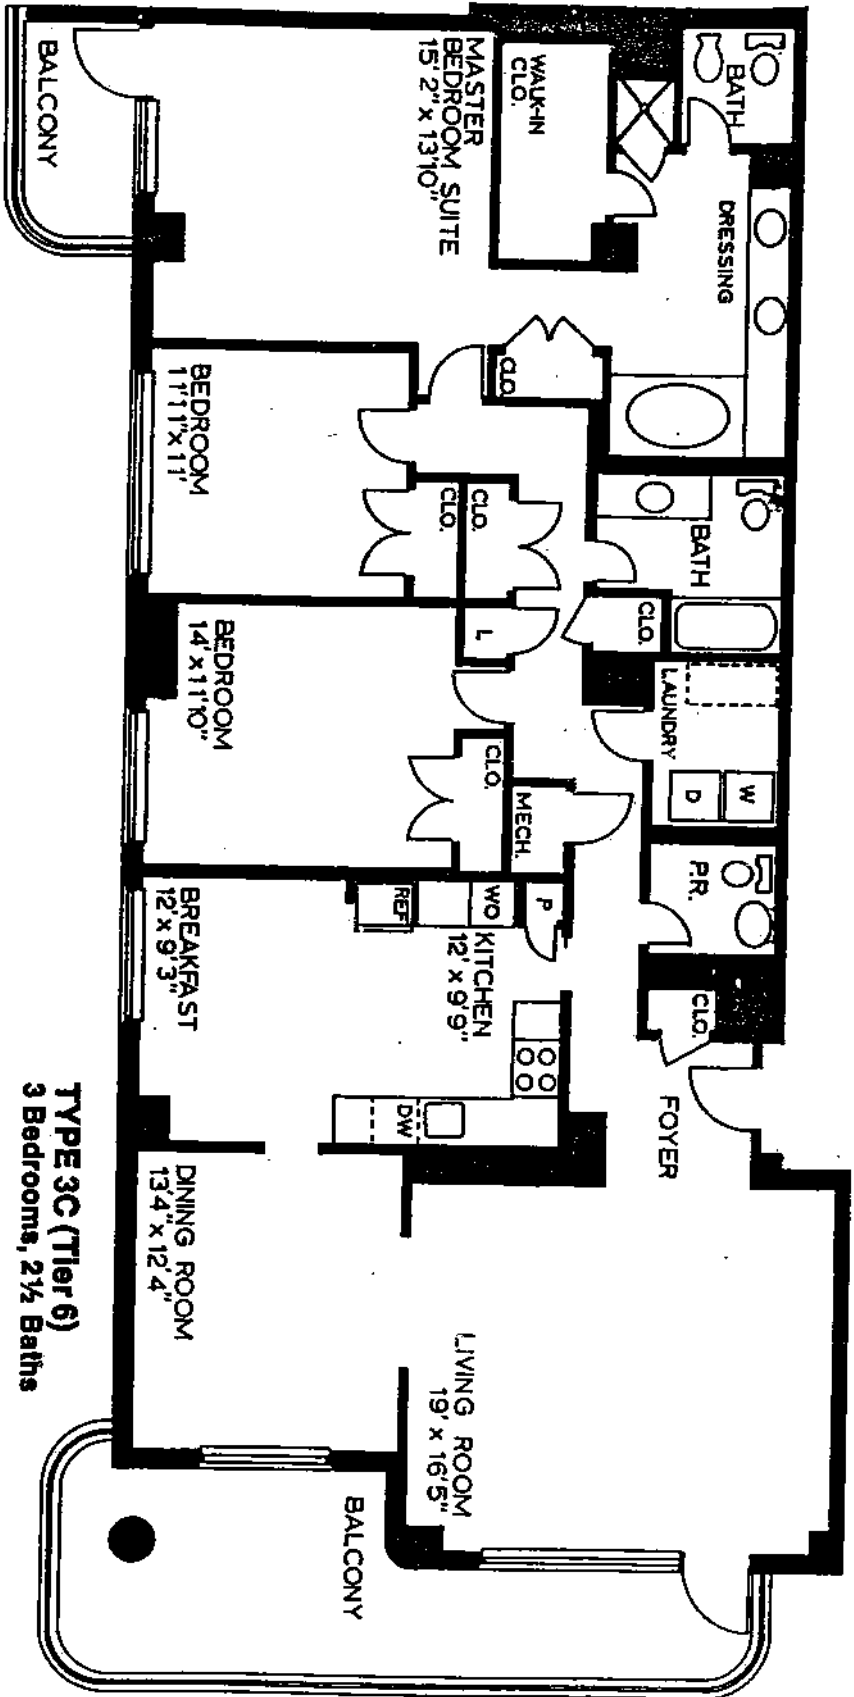 BALCONY
MASTER
BEDROOM SUITE
15'2" x 13'10"
WALK-IN
CLO.
BATH
DRESSING
CLO.
BEDROOM
11'11" x 11'
CLO.
CLO.
BATH
CLO.
L
BEDROOM
14' x 11'10"
CLO.
MECH.
LAUNDRY
D
W
P.R.
BREAKFAST
12' x 9'3"
REF
WO
P
KITCHEN
12' x 9'9"
DW
CLO.
FOYER
DINING ROOM
13'4" x 12'4"
LIVING ROOM
19' x 16'5"
BALCONY
TYPE 3C (Tier 6)
3 Bedrooms, 2½ Baths